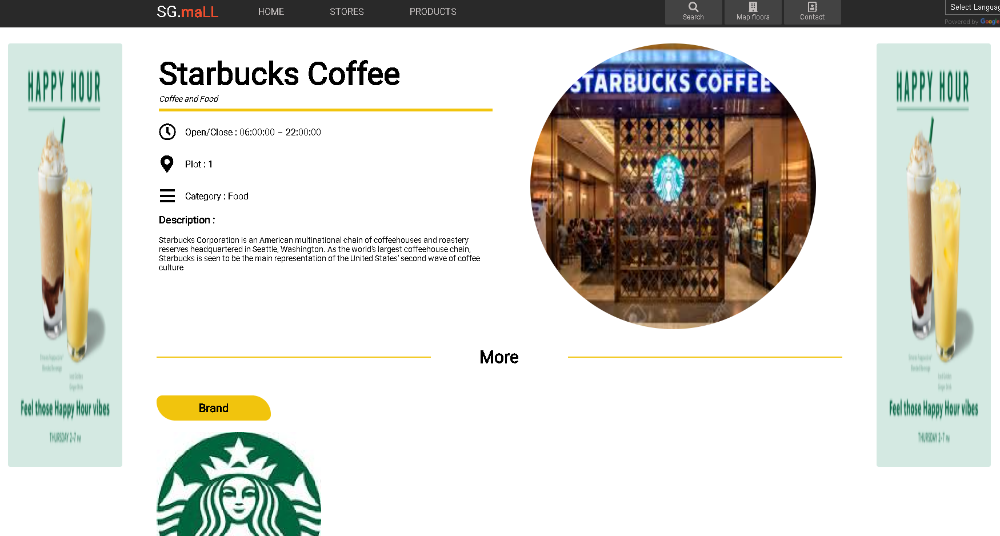 SG.maLL
HOME
STORES
PRODUCTS
Search
Map floors
Contact
Select Languag
Powered by Google
HAPPY HOUR
Feel those Happy Hour vibes
THURSDAY 2-7 PM
Starbucks Coffee
Coffee and Food
Open/Close : 06:00:00 – 22:00:00
Plot : 1
Category : Food
Description :
Starbucks Corporation is an American multinational chain of coffeehouses and roastery
reserves headquartered in Seattle, Washington. As the world's largest coffeehouse chain,
Starbucks is seen to be the main representation of the United States' second wave of coffee
culture
STARBUCKS COFFEE
HAPPY HOUR
Feel those Happy Hour vibes
THURSDAY 2-7 PM
More
Brand